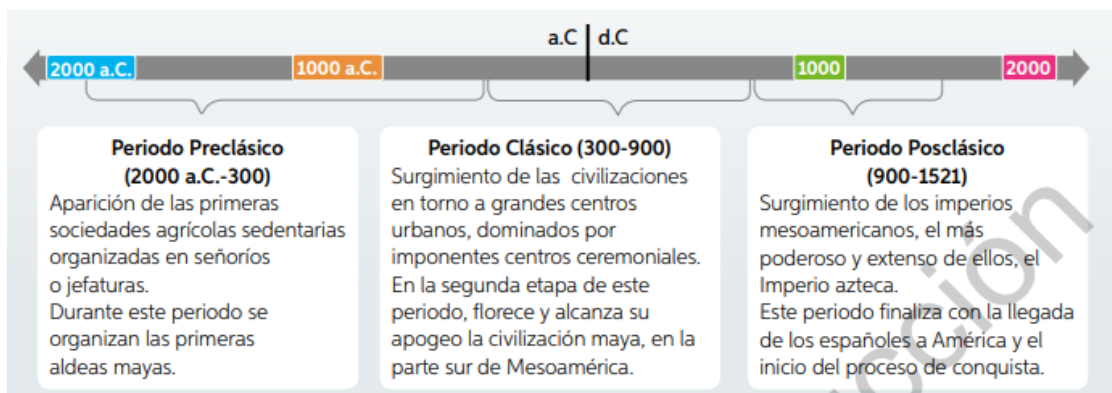 a.C d.C
2000 a.C. 1000 a.C. 1000 2000
Periodo Preclásico
(2000 a.C.-300)
Aparición de las primeras
sociedades agrícolas sedentarias
organizadas en señoríos
o jefaturas.
Durante este periodo se
organizan las primeras
aldeas mayas.
Periodo Clásico (300-900)
Surgimiento de las civilizaciones
en torno a grandes centros
urbanos, dominados por
imponentes centros ceremoniales.
En la segunda etapa de este
periodo, florece y alcanza su
apogeo la civilización maya, en la
parte sur de Mesoamérica.
Periodo Posclásico
(900-1521)
Surgimiento de los imperios
mesoamericanos, el más
poderoso y extenso de ellos, el
Imperio azteca.
Este periodo finaliza con la llegada
de los españoles a América y el
inicio del proceso de conquista.